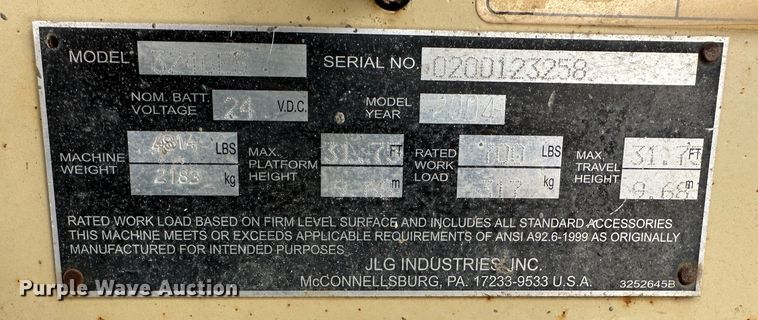 MODEL SERIAL NO. 0200123258
NOM. BATT. VOLTAGE 24 V.D.C. MODEL YEAR 2004
MACHINE WEIGHT LBS MAX. PLATFORM HEIGHT FT RATED WORK LOAD LBS MAX. TRAVEL HEIGHT 31.75 FT
2183 kg m kg 9.68 m
RATED WORK LOAD BASED ON FIRM LEVEL SURFACE AND INCLUDES ALL STANDARD ACCESSORIES
THIS MACHINE MEETS OR EXCEEDS APPLICABLE REQUIREMENTS OF ANSI A92.6-1999 AS ORIGINALLY
MANUFACTURED FOR INTENDED PURPOSES
JLG INDUSTRIES, INC.
McCONNELLSBURG, PA. 17233-9533 U.S.A. 3252645B
Purple Wave Auction